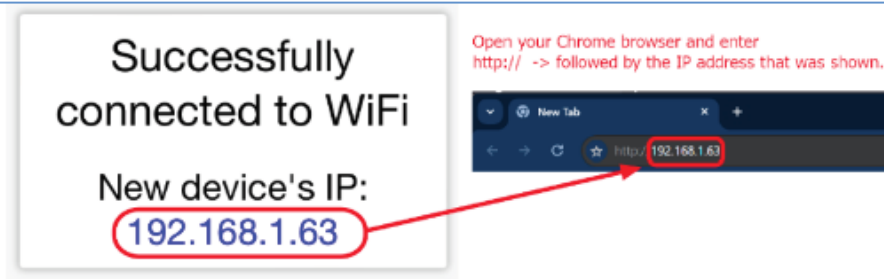 Successfully
connected to WiFi
New device's IP:
192.168.1.63
Open your Chrome browser and enter
http:// -> followed by the IP address that was shown.
New Tab
http:/192.168.1.63